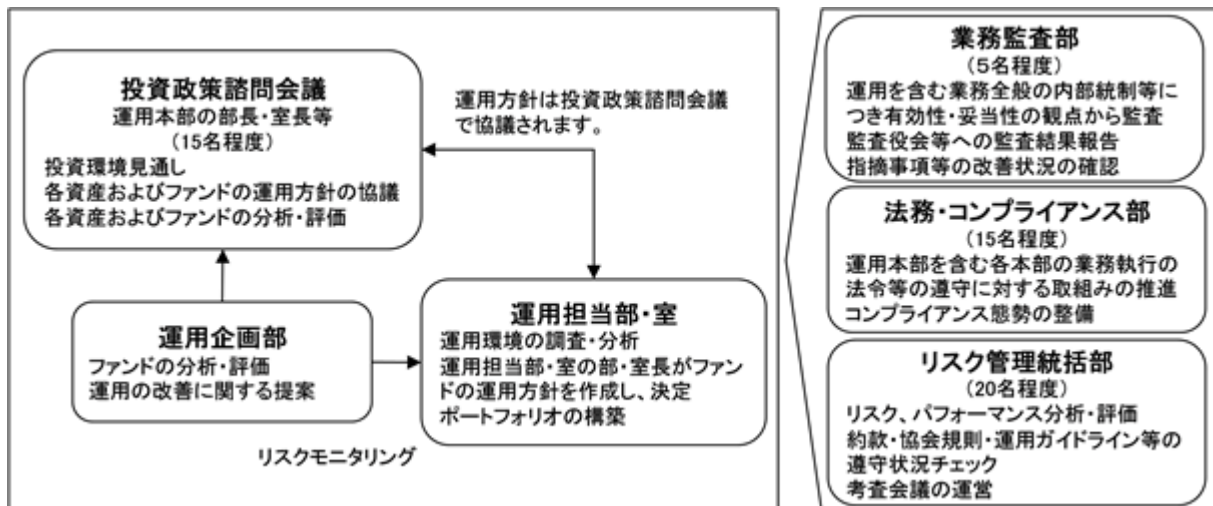 投資政策諮問会議
運用本部の部長・室長等
(15名程度)
投資環境見通し
各資産およびファンドの運用方針の協議
各資産およびファンドの分析・評価
運用方針は投資政策諮問会議
で協議されます。
運用企画部
ファンドの分析・評価
運用の改善に関する提案
運用担当部・室
運用環境の調査・分析
運用担当部・室の部・室長がファン
ドの運用方針を作成し、決定
ポートフォリオの構築
リスクモニタリング
業務監査部
(5名程度)
運用を含む業務全般の内部統制等に
つき有効性・妥当性の観点から監査
監査役会等への監査結果報告
指摘事項等の改善状況の確認
法務・コンプライアンス部
(15名程度)
運用本部を含む各本部の業務執行の
法令等の遵守に対する取組みの推進
コンプライアンス態勢の整備
リスク管理統括部
(20名程度)
リスク、パフォーマンス分析・評価
約款・協会規則・運用ガイドライン等の
遵守状況チェック
考査会議の運営